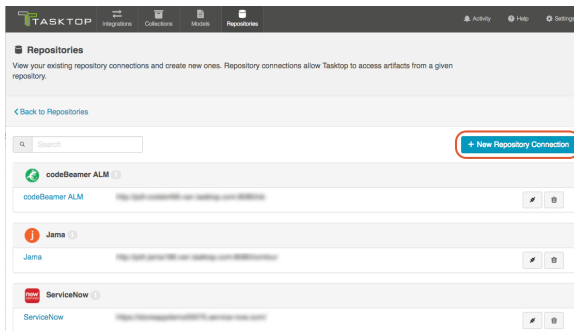 TASKTOP
Integrations
Collections
Models
Repositories
Activity
Help
Settings
Repositories
View your existing repository connections and create new ones. Repository connections allow Tasktop to access artifacts from a given
repository.
Back to Repositories
Search
+ New Repository Connection
codeBeamer ALM
codeBeamer ALM
Jama
Jama
now
ServiceNow
ServiceNow